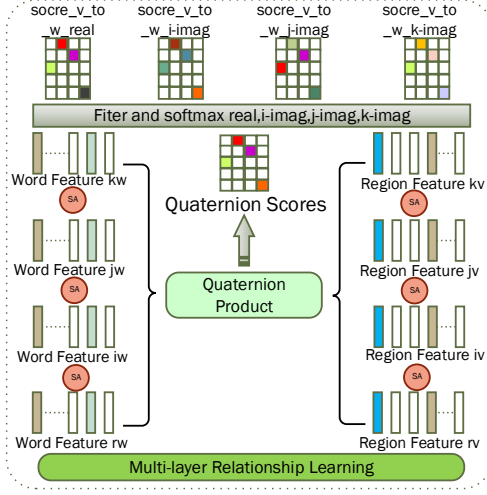 socre_v_to
_w_real
socre_v_to
_w_i-imag
socre_v_to
_w_j-imag
socre_v_to
_w_k-imag
Fiter and softmax real,i-imag,j-imag,k-imag
Word Feature kw
SA
Word Feature jw
SA
Word Feature iw
SA
Word Feature rw
Quaternion Scores
Quaternion
Product
Region Feature kv
SA
Region Feature jv
SA
Region Feature iv
SA
Region Feature rv
Multi-layer Relationship Learning